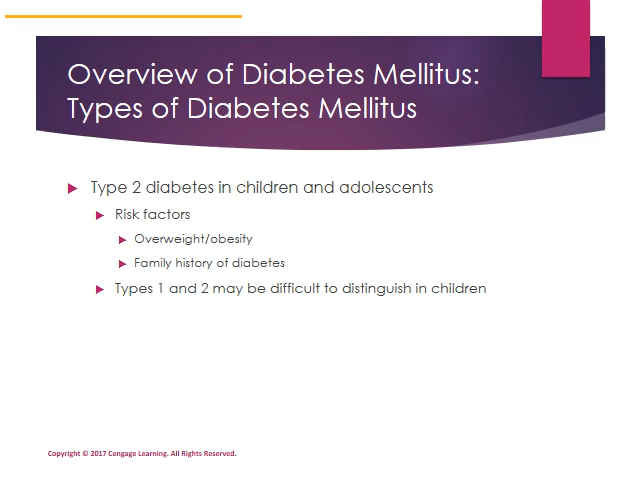 Overview of Diabetes Mellitus:
Types of Diabetes Mellitus
Type 2 diabetes in children and adolescents
Risk factors
Overweight/obesity
Family history of diabetes
Types 1 and 2 may be difficult to distinguish in children
Copyright © 2017 Cengage Learning. All Rights Reserved.